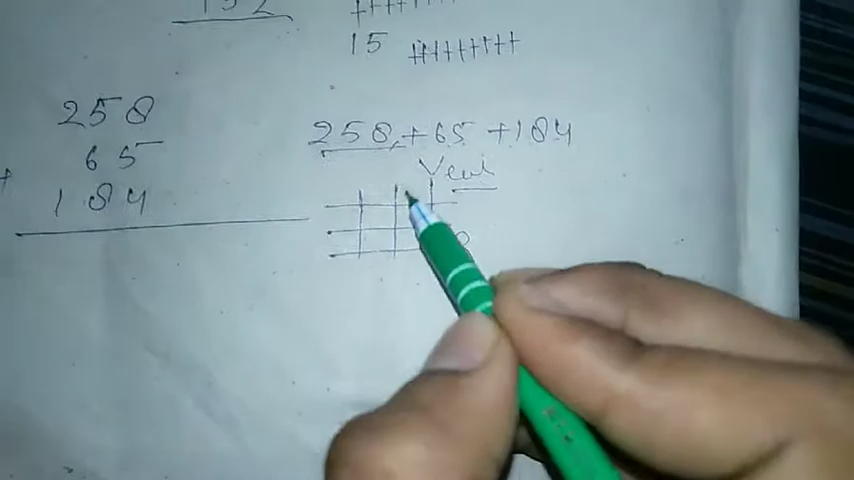 15
258 + 65 + 184
258
65
+ 184